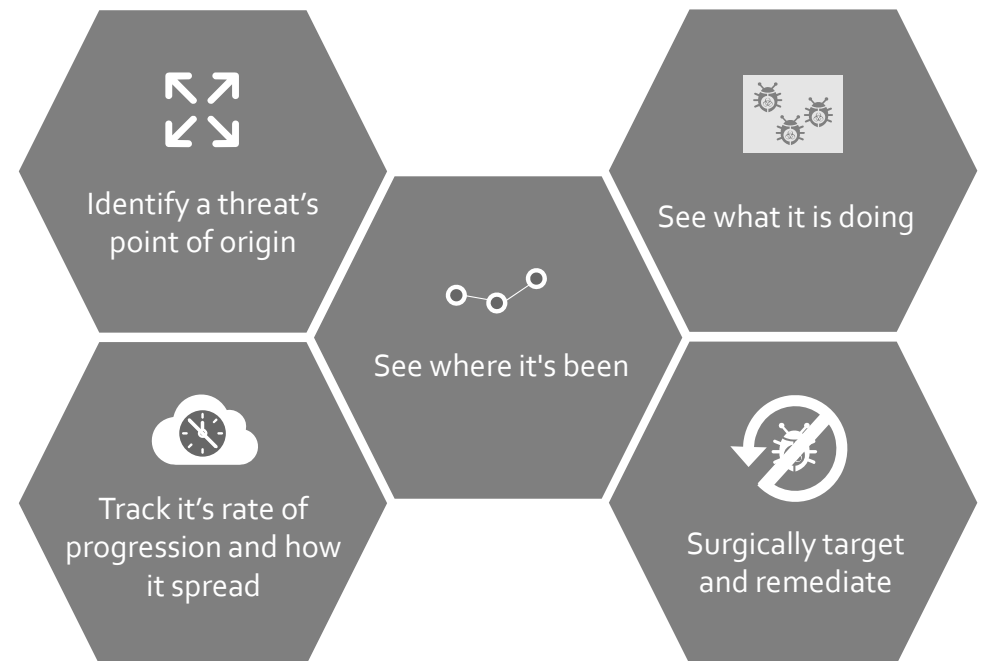 Identify a threat’s
point of origin
See what it is doing
See where it's been
Track it’s rate of
progression and how
it spread
Surgically target
and remediate